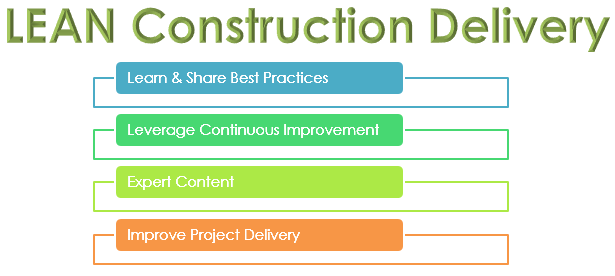 LEAN Construction Delivery
Learn & Share Best Practices
Leverage Continuous Improvement
Expert Content
Improve Project Delivery